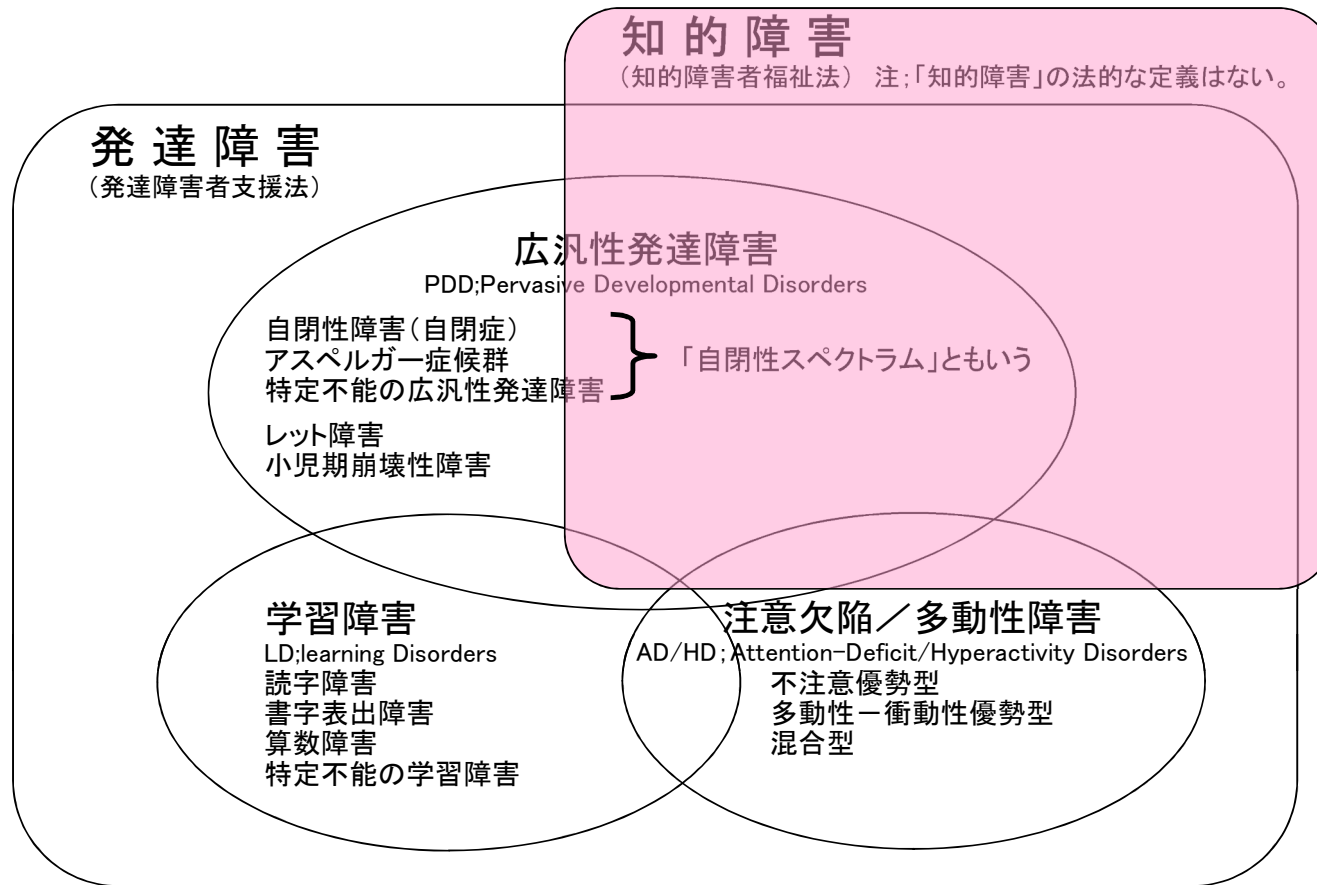 知的障害
(知的障害者福祉法) 注;「知的障害」の法的な定義はない。
発達障害
(発達障害者支援法)
広汎性発達障害
PDD;Pervasive Developmental Disorders
自閉性障害(自閉症)
アスペルガー症候群
特定不能の広汎性発達障害
「自閉性スペクトラム」ともいう
レット障害
小児期崩壊性障害
学習障害
LD;learning Disorders
読字障害
書字表出障害
算数障害
特定不能の学習障害
注意欠陥/多動性障害
AD/HD;Attention-Deficit/Hyperactivity Disorders
不注意優勢型
多動性-衝動性優勢型
混合型